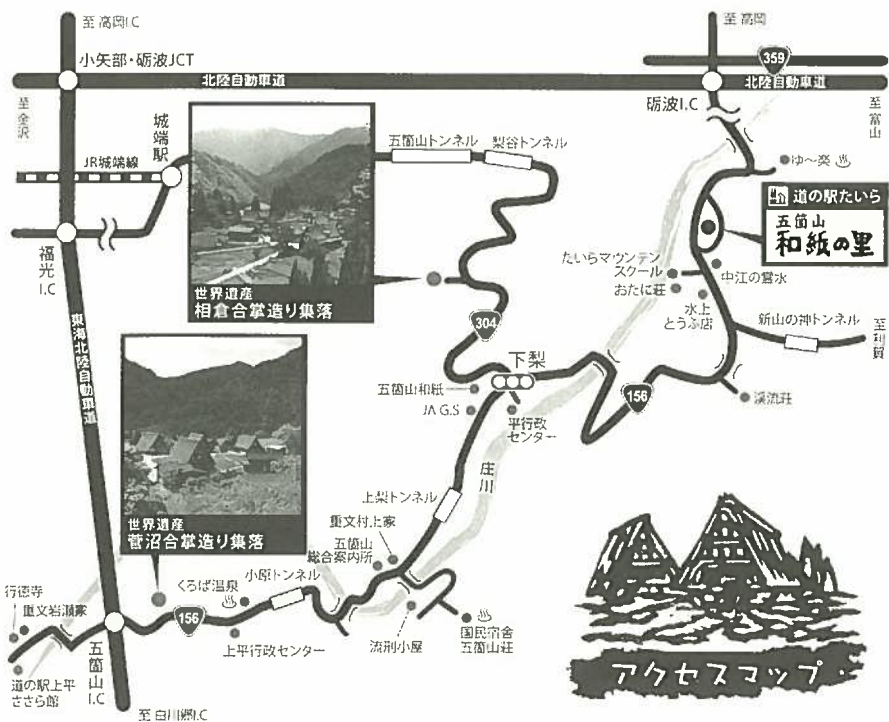 至 高岡I.C
小矢部・砺波JCT
北陸自動車道
至 高岡
359
北陸自動車道
砺波I.C
至 金沢
至 富山
城端駅
JR城端線
福光I.C
東海北陸自動車道
五箇山トンネル
梨谷トンネル
ゆ〜楽
道の駅たいら
五箇山
和紙の里
世界遺産
相倉合掌造り集落
たいらマウンテン
スクール
おたに荘
中江の霊水
水上
とうふ店
新山の神トンネル
至 利賀
304
下梨
五箇山和紙
JA G.S
平行政
センター
156
渓流荘
庄川
世界遺産
菅沼合掌造り集落
上梨トンネル
重文村上家
五箇山
総合案内所
小原トンネル
くろば温泉
行徳寺
重文岩瀬家
156
上平行政センター
流刑小屋
国民宿舎
五箇山荘
道の駅上平
ささら館
五箇山I.C
至 白川郷I.C
アクセスマップ